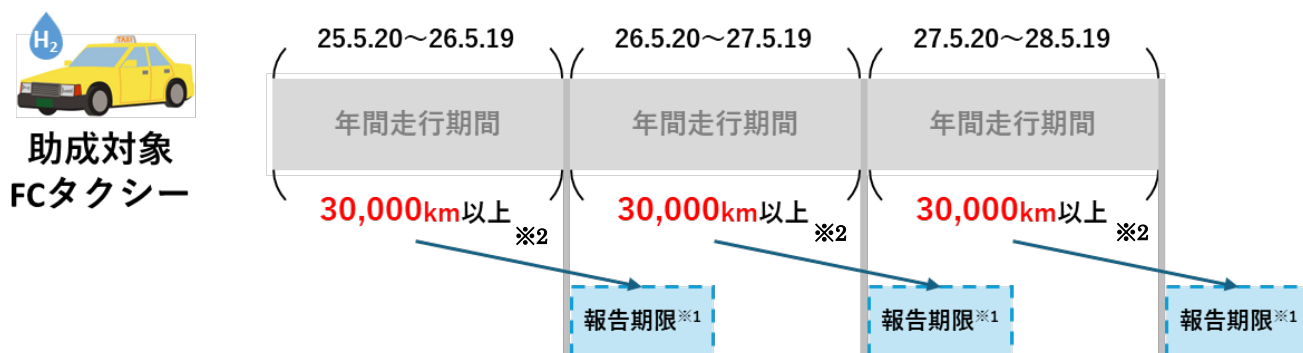 H2
TAXI
助成対象
FCタクシー
25.5.20～26.5.19
26.5.20～27.5.19
27.5.20～28.5.19
年間走行期間
年間走行期間
年間走行期間
30,000km以上※2
30,000km以上※2
30,000km以上※2
報告期限※1
報告期限※1
報告期限※1